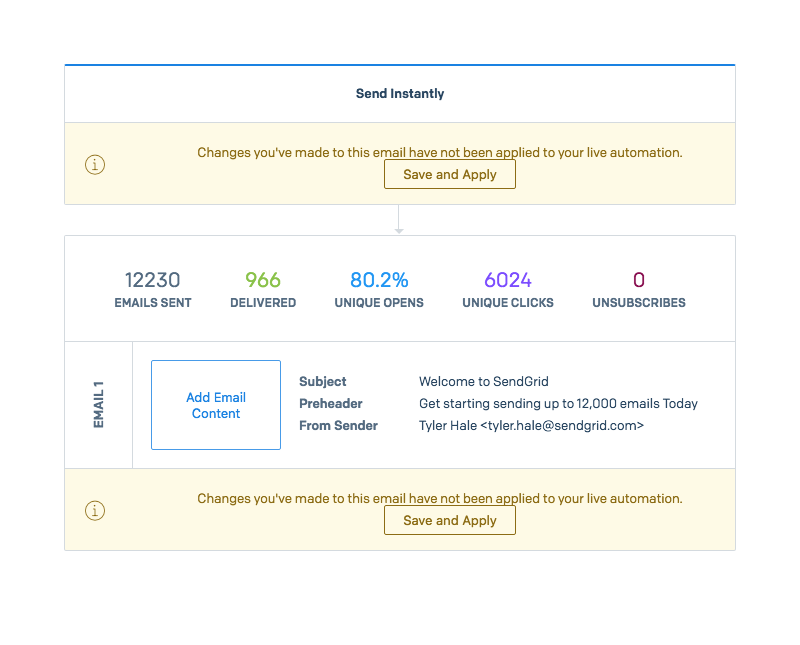 Send Instantly
Changes you've made to this email have not been applied to your live automation.
Save and Apply
12230 966 80.2% 6024 0
EMAILS SENT DELIVERED UNIQUE OPENS UNIQUE CLICKS UNSUBSCRIBES
EMAIL 1
Add Email
Content
Subject Welcome to SendGrid
Preheader Get starting sending up to 12,000 emails Today
From Sender Tyler Hale <tyler.hale@sendgrid.com>
Changes you've made to this email have not been applied to your live automation.
Save and Apply